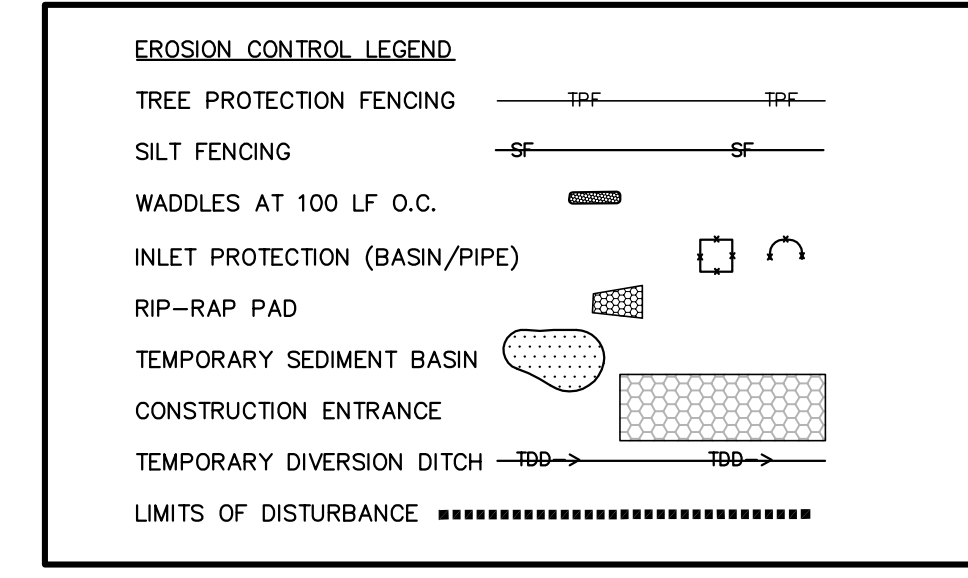 EROSION CONTROL LEGEND
TREE PROTECTION FENCING TPF TPF
SILT FENCING SF SF
WADDLES AT 100 LF O.C.
INLET PROTECTION (BASIN/PIPE)
RIP-RAP PAD
TEMPORARY SEDIMENT BASIN
CONSTRUCTION ENTRANCE
TEMPORARY DIVERSION DITCH TDD TDD
LIMITS OF DISTURBANCE